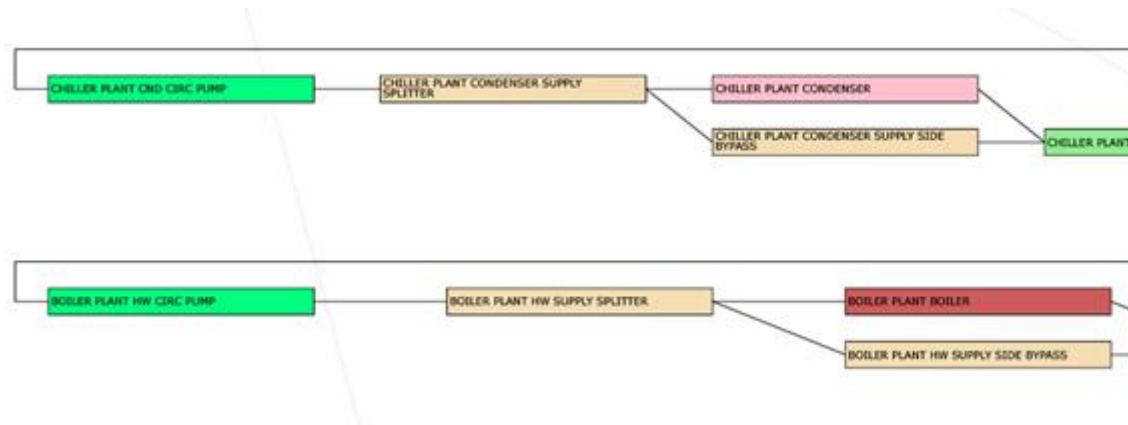 CHILLER PLANT CND CIRC PUMP
CHILLER PLANT CONDENSER SUPPLY
SPLITTER
CHILLER PLANT CONDENSER
CHILLER PLANT CONDENSER SUPPLY SIDE
BYPASS
CHILLER PLANT
BOILER PLANT HW CIRC PUMP
BOILER PLANT HW SUPPLY SPLITTER
BOILER PLANT BOILER
BOILER PLANT HW SUPPLY SIDE BYPASS